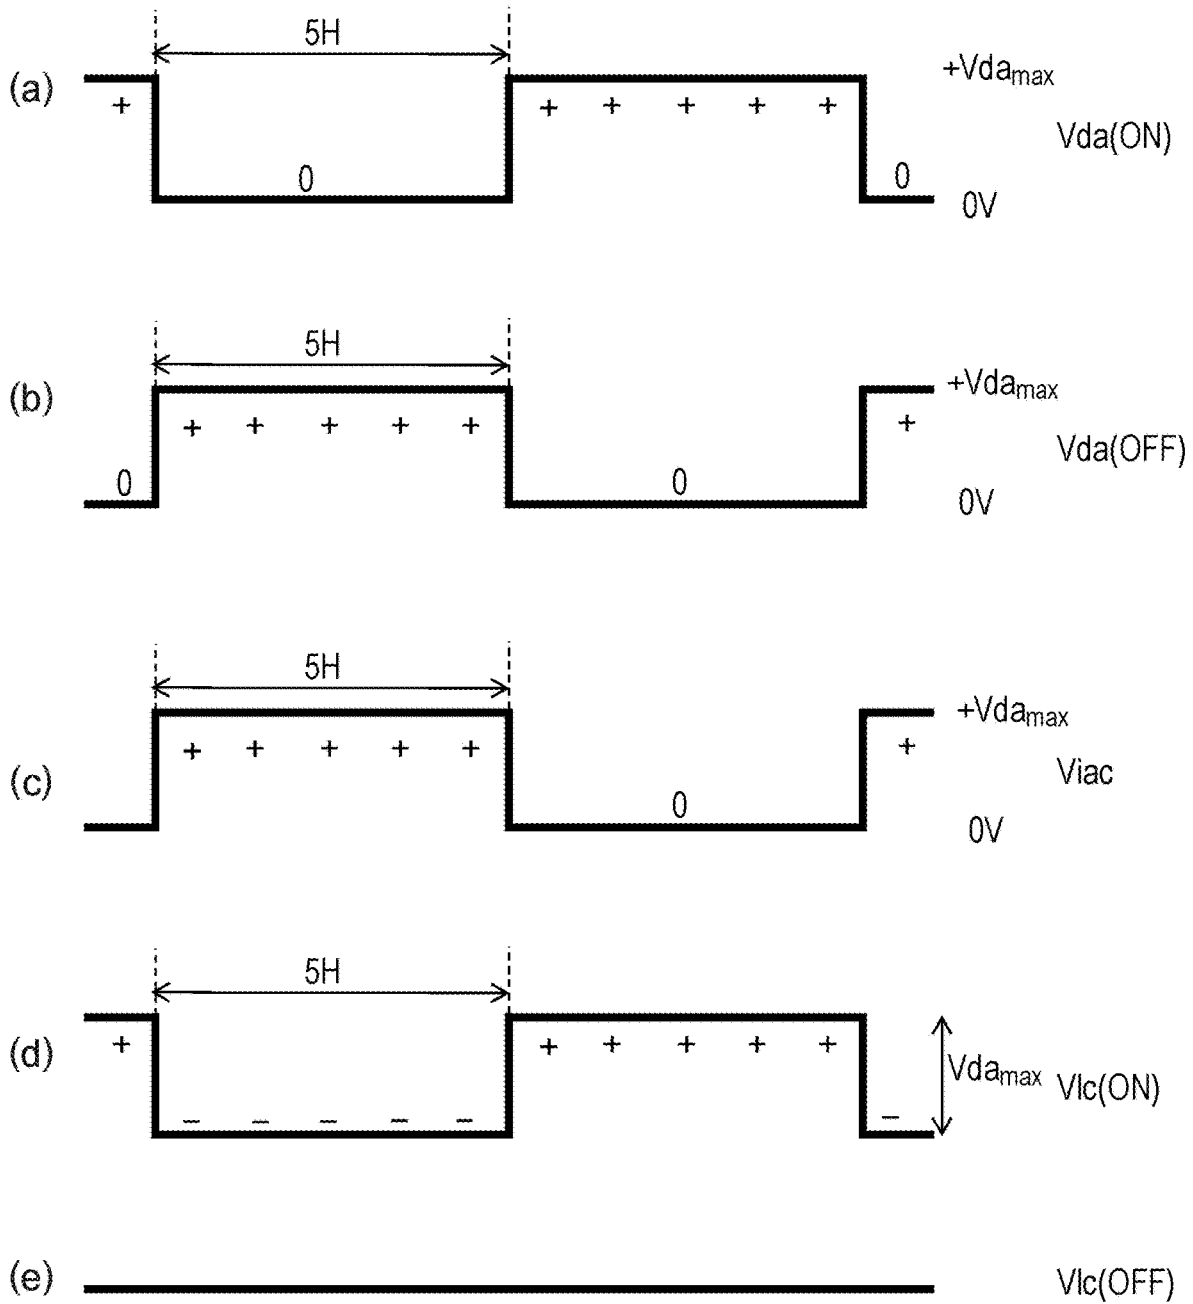 5H
(a)
+Vdamax
+ + + + + +
Vda(ON)
0 0
0V
5H
(b)
+Vdamax
+ + + + + +
Vda(OFF)
0 0
0V
5H
+Vdamax
+ + + + + +
(c)
Viac
0
0V
5H
(d)
+ + + + + +
Vdamax
Vlc(ON)
– – – – – –
(e)
Vlc(OFF)